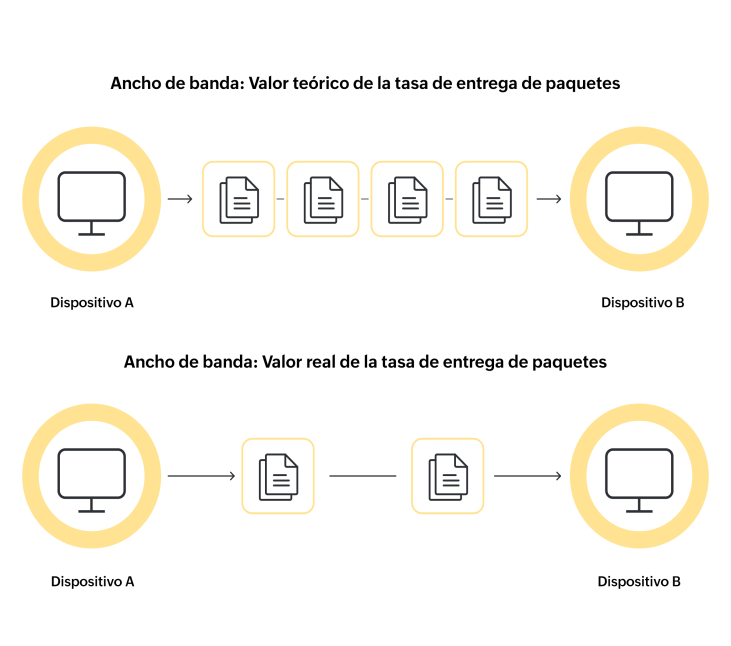 Ancho de banda: Valor teórico de la tasa de entrega de paquetes
Dispositivo A
Dispositivo B
Ancho de banda: Valor real de la tasa de entrega de paquetes
Dispositivo A
Dispositivo B